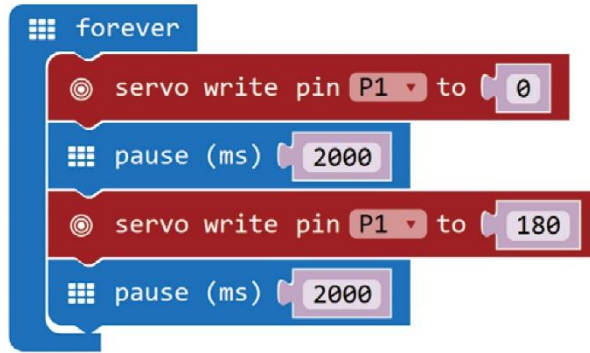 forever
servo write pin P1 to 0
pause (ms) 2000
servo write pin P1 to 180
pause (ms) 2000